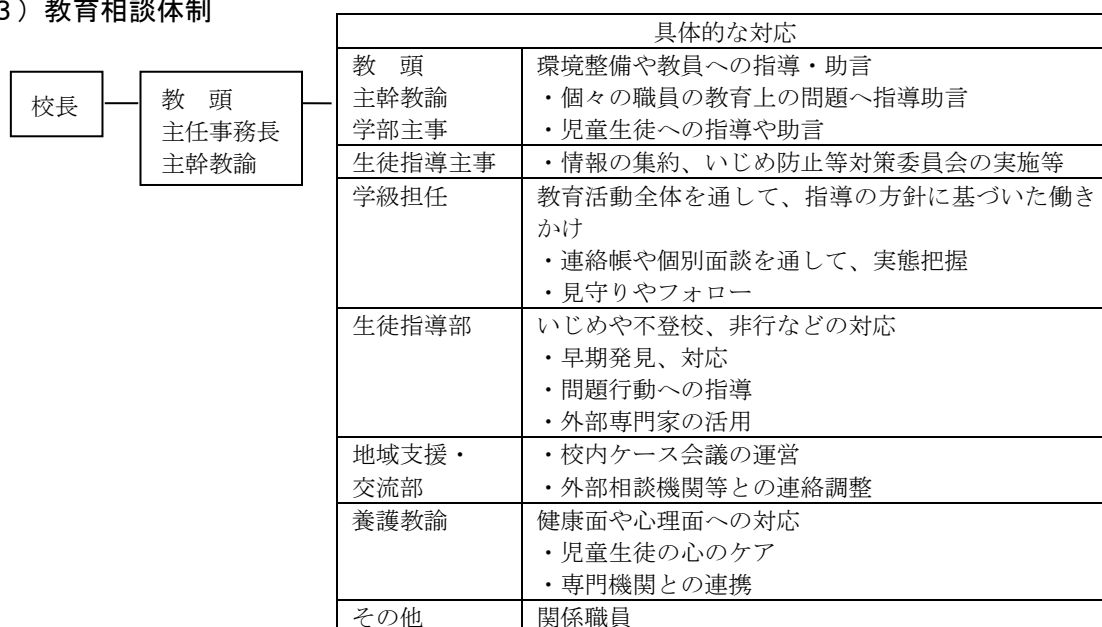 3）教育相談体制
校長
教　頭
主任事務長
主幹教諭
具体的な対応
教　頭
主幹教諭
学部主事
環境整備や教員への指導・助言
・個々の職員の教育上の問題へ指導助言
・児童生徒への指導や助言
生徒指導主事
・情報の集約、いじめ防止等対策委員会の実施等
学級担任
教育活動全体を通して、指導の方針に基づいた働き
かけ
・連絡帳や個別面談を通して、実態把握
・見守りやフォロー
生徒指導部
いじめや不登校、非行などの対応
・早期発見、対応
・問題行動への指導
・外部専門家の活用
地域支援・
交流部
・校内ケース会議の運営
・外部相談機関等との連絡調整
養護教諭
健康面や心理面への対応
・児童生徒の心のケア
・専門機関との連携
その他
関係職員